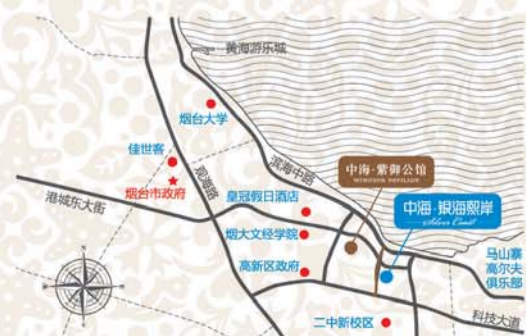 黄海游乐城
烟台大学
佳世客
烟台市政府
观海路
滨海中路
港城东大街
皇冠假日酒店
中海·紫御公馆
WINDSOR PAVILION
中海·银海熙岸
Silver Coast
烟大文经学院
高新区政府
马山寨
高尔夫
俱乐部
科技大道
二中新校区